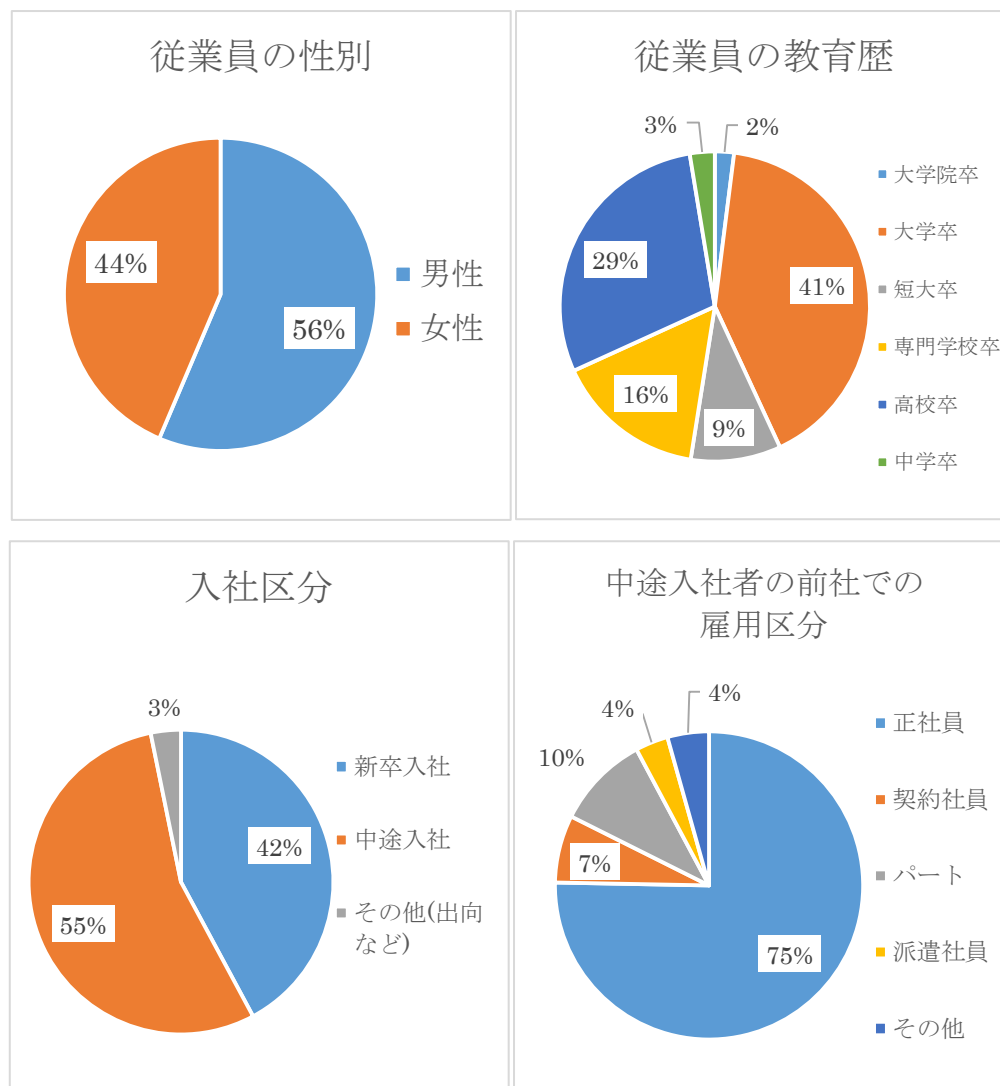 従業員の性別
44%
56%
男性
女性
従業員の教育歴
3%
2%
29%
41%
16%
9%
大学院卒
大学卒
短大卒
専門学校卒
高校卒
中学卒
入社区分
3%
42%
55%
新卒入社
中途入社
その他(出向
など)
中途入社者の前社での
雇用区分
4%
4%
10%
7%
75%
正社員
契約社員
パート
派遣社員
その他